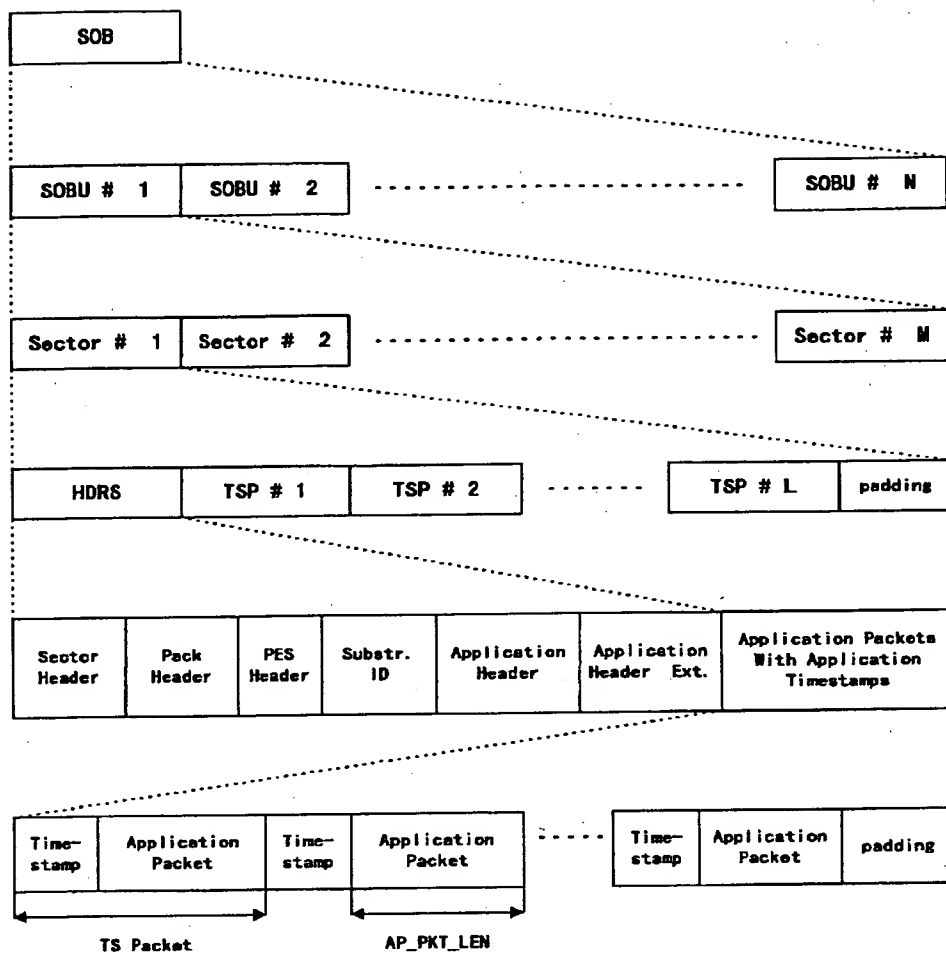 SOB
SOBU # 1 SOBU # 2 SOBU # N
Sector # 1 Sector # 2 Sector # M
HDRS TSP # 1 TSP # 2 TSP # L padding
Sector Header Pack Header PES Header Substr. ID Application Header Application Header Ext. Application Packets With Application Timestamps
Time-stamp Application Packet Time-stamp Application Packet Time-stamp Application Packet padding
TS Packet AP_PKT_LEN